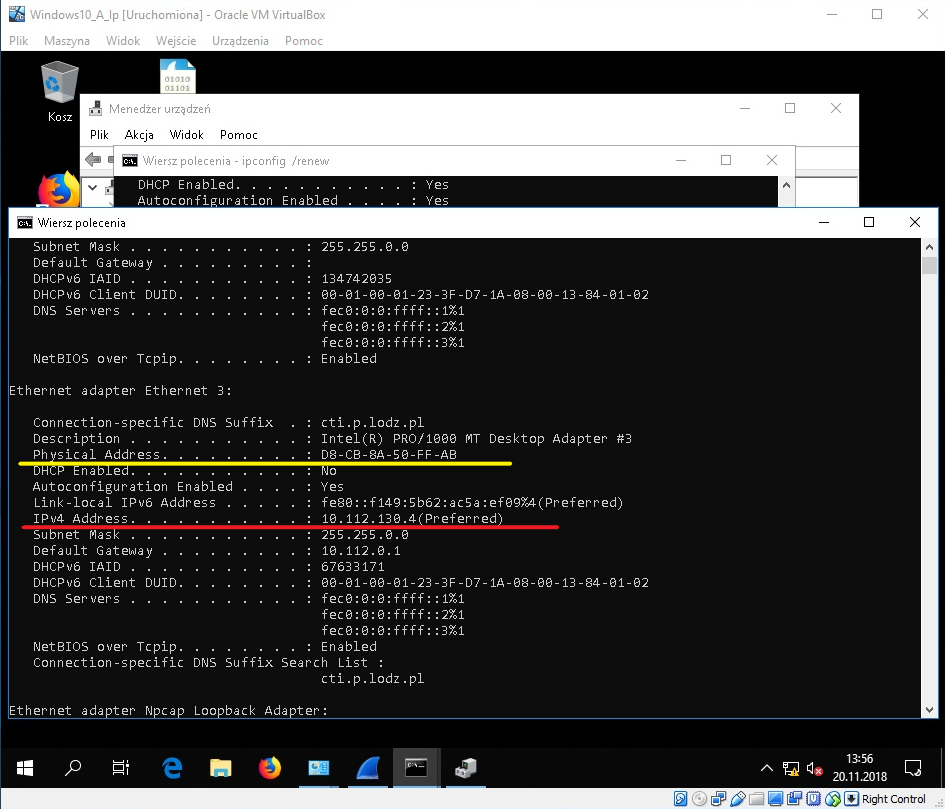 Windows10_A_Ip [Uruchomiona] - Oracle VM VirtualBox
Plik Maszyna Widok Wejście Urządzenia Pomoc
01010
01101
Kosz
Menedżer urządzeń
Plik Akcja Widok Pomoc
Wiersz polecenia - ipconfig /renew
DHCP Enabled. . . . . . . . . . . : Yes
Autoconfiguration Enabled . . . . : Yes
Wiersz polecenia
Subnet Mask . . . . . . . . . . . : 255.255.0.0
Default Gateway . . . . . . . . . :
DHCPv6 IAID . . . . . . . . . . . : 134742035
DHCPv6 Client DUID. . . . . . . . : 00-01-00-01-23-3F-D7-1A-08-00-13-84-01-02
DNS Servers . . . . . . . . . . . : fec0:0:0:ffff::1%1
fec0:0:0:ffff::2%1
fec0:0:0:ffff::3%1
NetBIOS over Tcpip. . . . . . . . : Enabled
Ethernet adapter Ethernet 3:
Connection-specific DNS Suffix . : cti.p.lodz.pl
Description . . . . . . . . . . . : Intel(R) PRO/1000 MT Desktop Adapter #3
Physical Address. . . . . . . . . : D8-CB-8A-50-FF-AB
DHCP Enabled. . . . . . . . . . . : No
Autoconfiguration Enabled . . . . : Yes
Link-local IPv6 Address . . . . . : fe80::f149:5b62:ac5a:ef09%4(Preferred)
IPv4 Address. . . . . . . . . . . : 10.112.130.4(Preferred)
Subnet Mask . . . . . . . . . . . : 255.255.0.0
Default Gateway . . . . . . . . . : 10.112.0.1
DHCPv6 IAID . . . . . . . . . . . : 67633171
DHCPv6 Client DUID. . . . . . . . : 00-01-00-01-23-3F-D7-1A-08-00-13-84-01-02
DNS Servers . . . . . . . . . . . : fec0:0:0:ffff::1%1
fec0:0:0:ffff::2%1
fec0:0:0:ffff::3%1
NetBIOS over Tcpip. . . . . . . . : Enabled
Connection-specific DNS Suffix Search List :
cti.p.lodz.pl
Ethernet adapter Npcap Loopback Adapter:
13:56
20.11.2018
Right Control